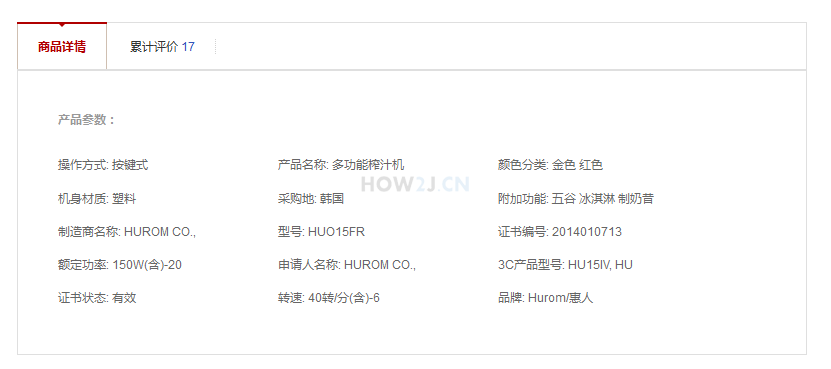 商品详情 累计评价 17
产品参数：
操作方式: 按键式 产品名称: 多功能榨汁机 颜色分类: 金色 红色
HOW2J.CN
机身材质: 塑料 采购地: 韩国 附加功能: 五谷 冰淇淋 制奶昔
制造商名称: HUROM CO., 型号: HUO15FR 证书编号: 2014010713
额定功率: 150W(含)-20 申请人名称: HUROM CO., 3C产品型号: HU15IV, HU
证书状态: 有效 转速: 40转/分(含)-6 品牌: Hurom/惠人